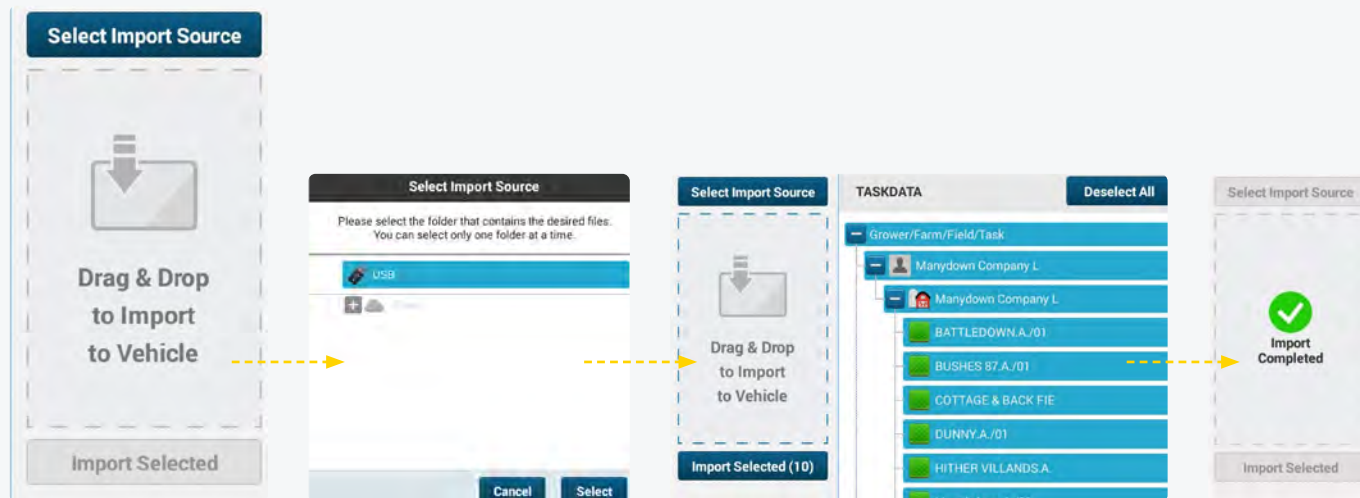 Select Import Source
Drag & Drop
to Import
to Vehicle
Import Selected
Select Import Source
Please select the folder that contains the desired files.
You can select only one folder at a time.
USB
Cancel
Select
Select Import Source
Drag & Drop
to Import
to Vehicle
Import Selected (10)
TASKDATA
Deselect All
Grower/Farm/Field/Task
Manydown Company L
Manydown Company L
BATTLEDOWN.A./01
BUSHES 87.A./01
COTTAGE & BACK FIE
DUNNY.A./01
HITHER VILLANDS.A.
Select Import Source
Import
Completed
Import Selected